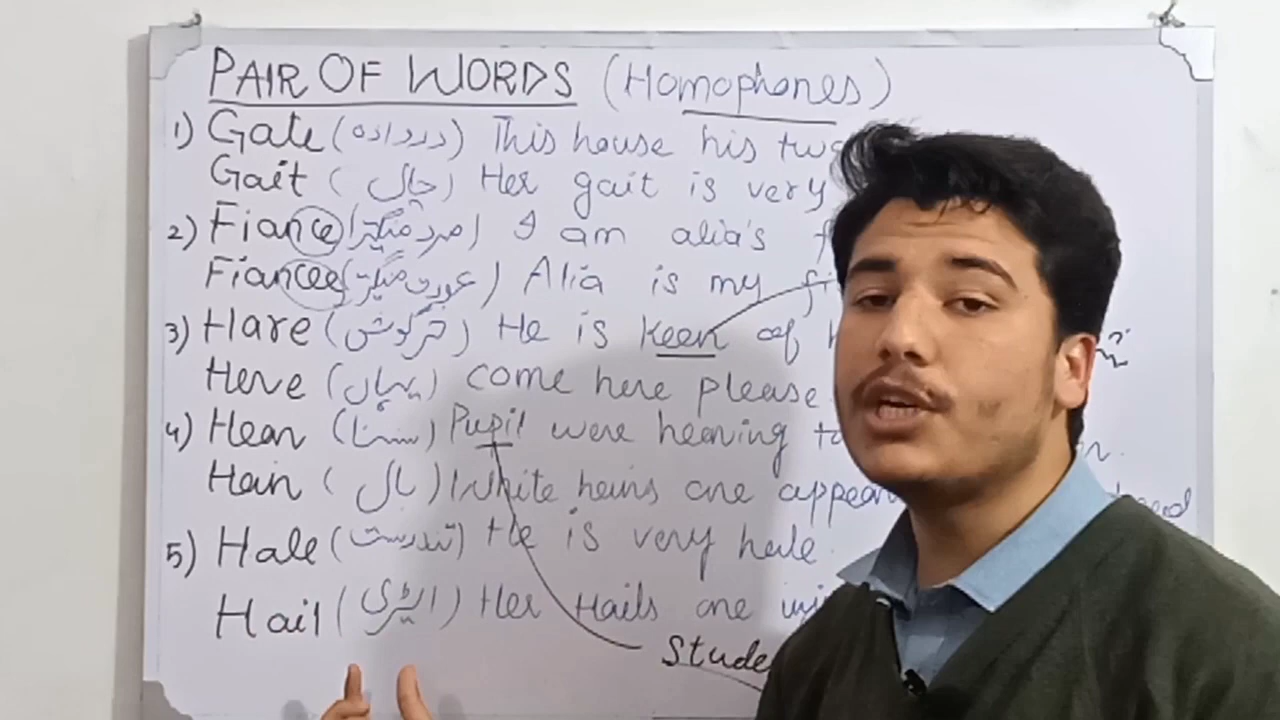 PAIR OF WORDS (Homophones)
1) Gate (دروازہ) This house his two
Gait (چال) Her gait is very
2) Fiance (مرد منگیتر) I am alia's f
Fiancee (عورت منگیتر) Alia is my fi
3) Hare (خرگوش) He is keen of h
Here (یہاں) come here please
4) Hear (سننا) Pupil were hearing t
Hair (بال) White heirs are appear
5) Hale (تندرست) He is very hale.
Hail (ایڑی) Her Hails are inj
Stude